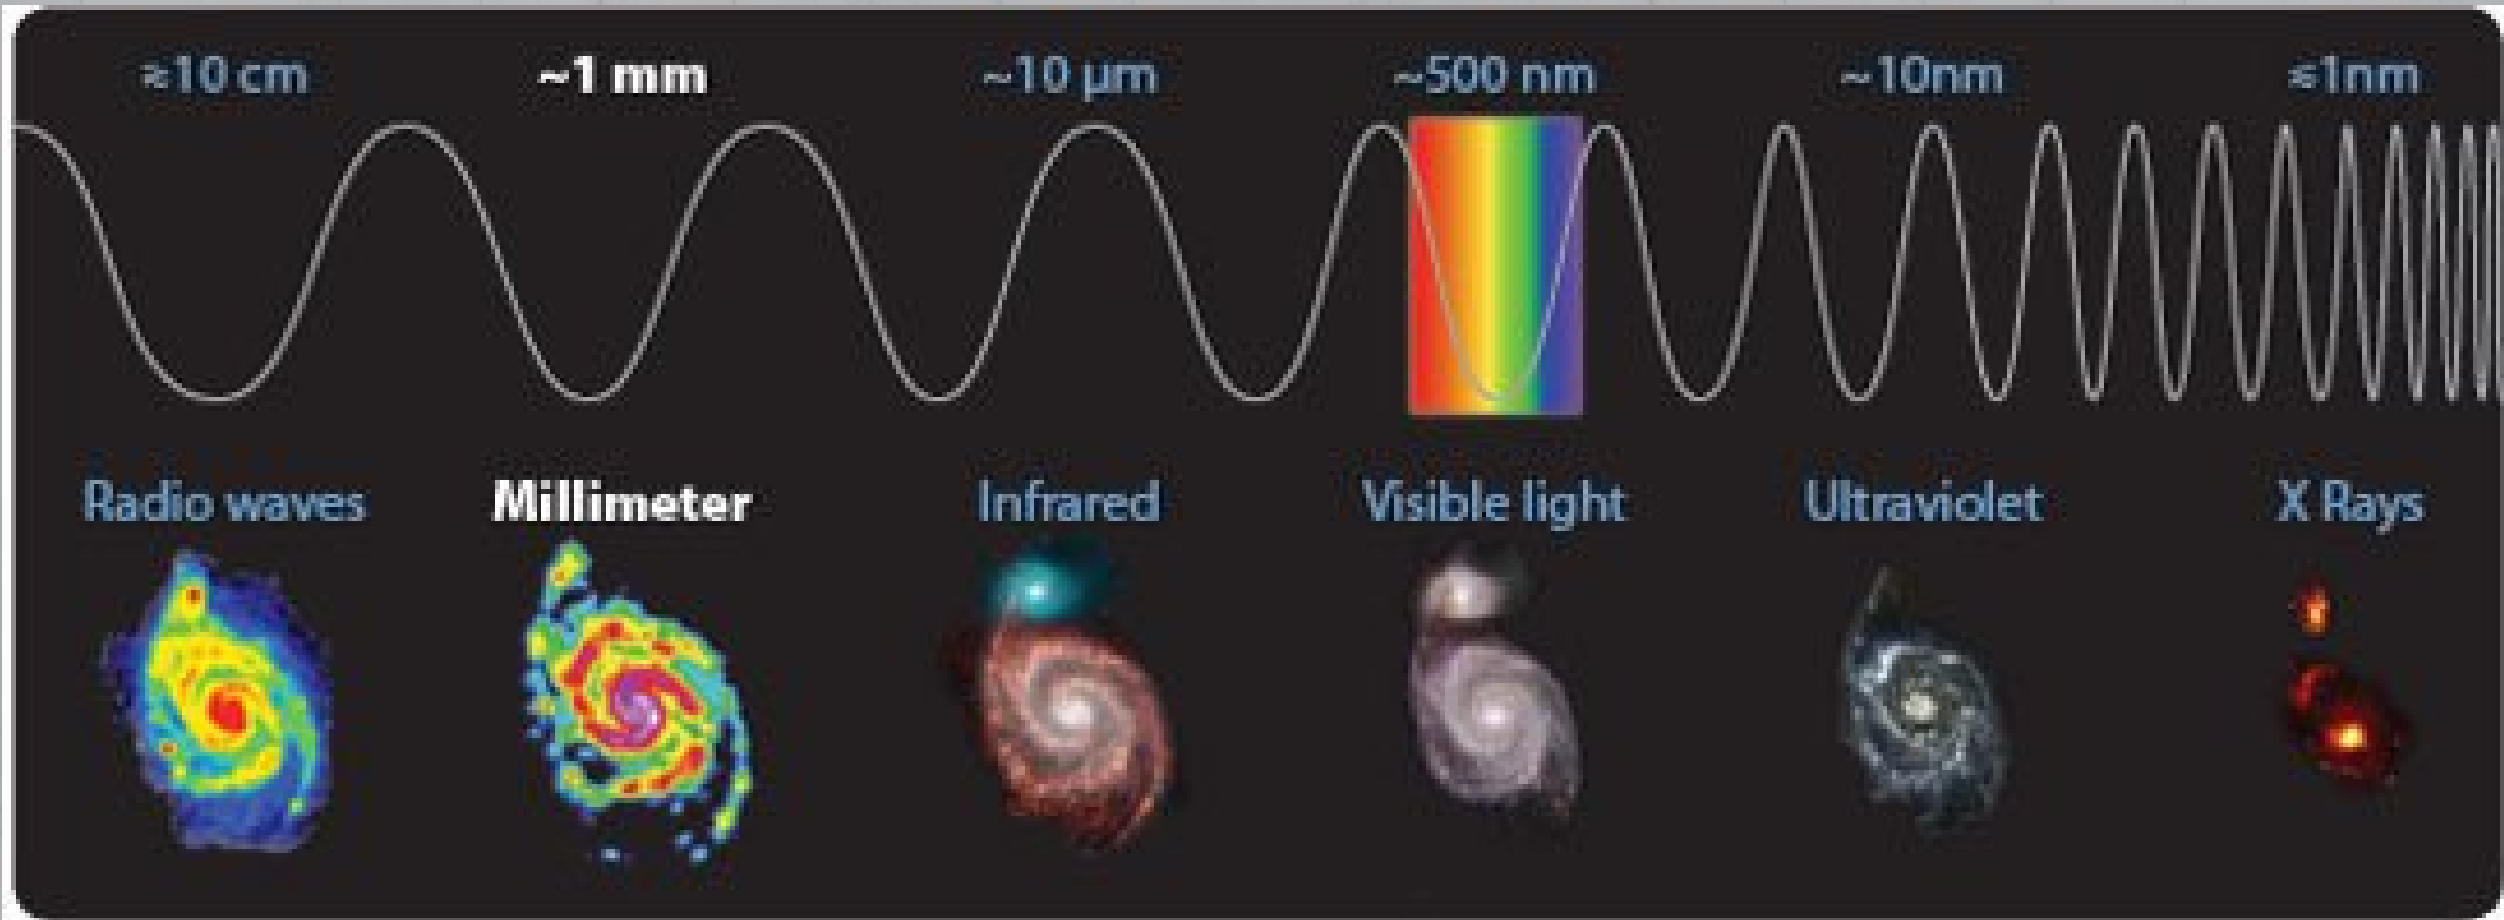 ≳10 cm
~1 mm
~10 µm
~500 nm
~10nm
≲1nm
Radio waves
Millimeter
Infrared
Visible light
Ultraviolet
X Rays